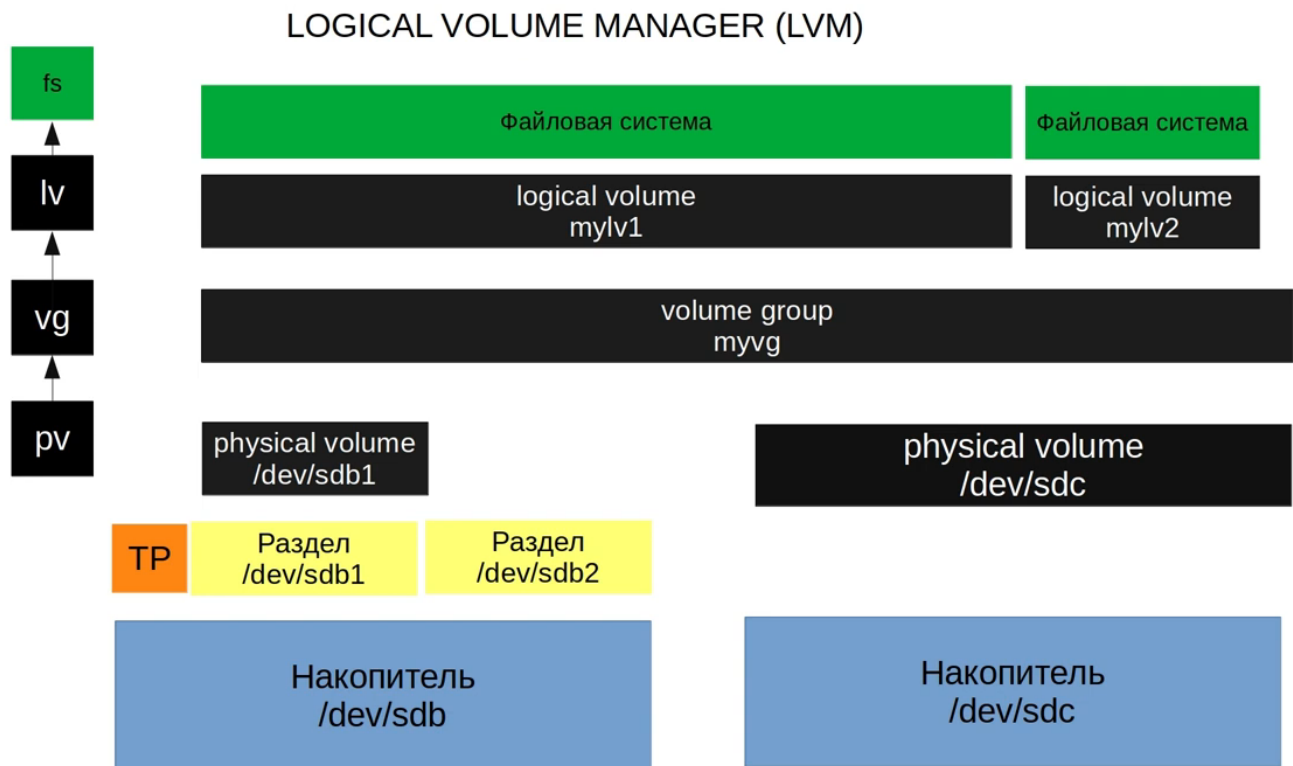 LOGICAL VOLUME MANAGER (LVM)
fs
Файловая система
Файловая система
lv
logical volume
mylv1
logical volume
mylv2
vg
volume group
myvg
pv
physical volume
/dev/sdb1
physical volume
/dev/sdc
TP
Раздел
/dev/sdb1
Раздел
/dev/sdb2
Накопитель
/dev/sdb
Накопитель
/dev/sdc